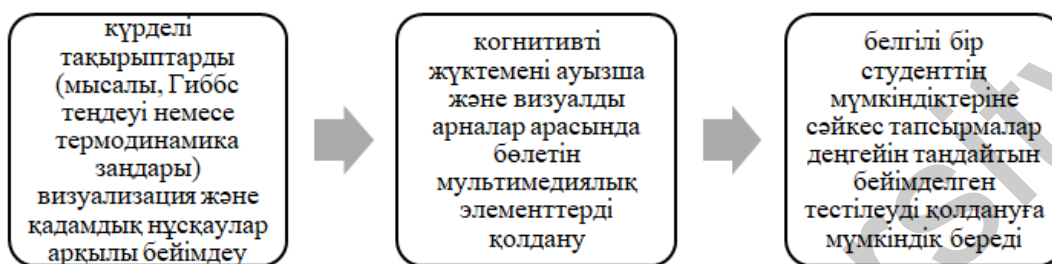 күрделі
тақырыптарды
(мысалы, Гиббс
теңдеуі немесе
термодинамика
заңдары)
визуализация және
қадамдық нұсқаулар
арқылы бейімдеу
когнитивті
жүктемені ауызша
және визуалды
арналар арасында
бөлетін
мультимедиялық
элементтерді
қолдану
белгілі бір
студенттің
мүмкіндіктеріне
сәйкес тапсырмалар
деңгейін таңдайтын
бейімделген
тестілеуді қолдануға
мүмкіндік береді